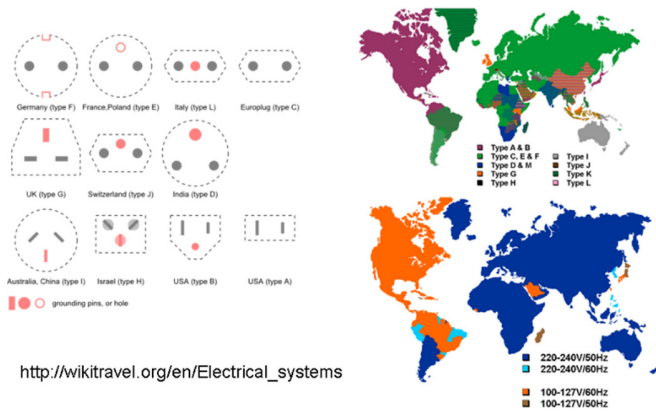 Germany (type F)
France,Poland (type E)
Italy (type L)
Europlug (type C)
UK (type G)
Switzerland (type J)
India (type D)
Australia, China (type I)
Israel (type H)
USA (type B)
USA (type A)
grounding pins, or hole
http://wikitravel.org/en/Electrical_systems
Type A & B
Type C, E & F
Type D & M
Type G
Type H
Type I
Type J
Type K
Type L
220-240V/50Hz
220-240V/60Hz
100-127V/60Hz
100-127V/50Hz